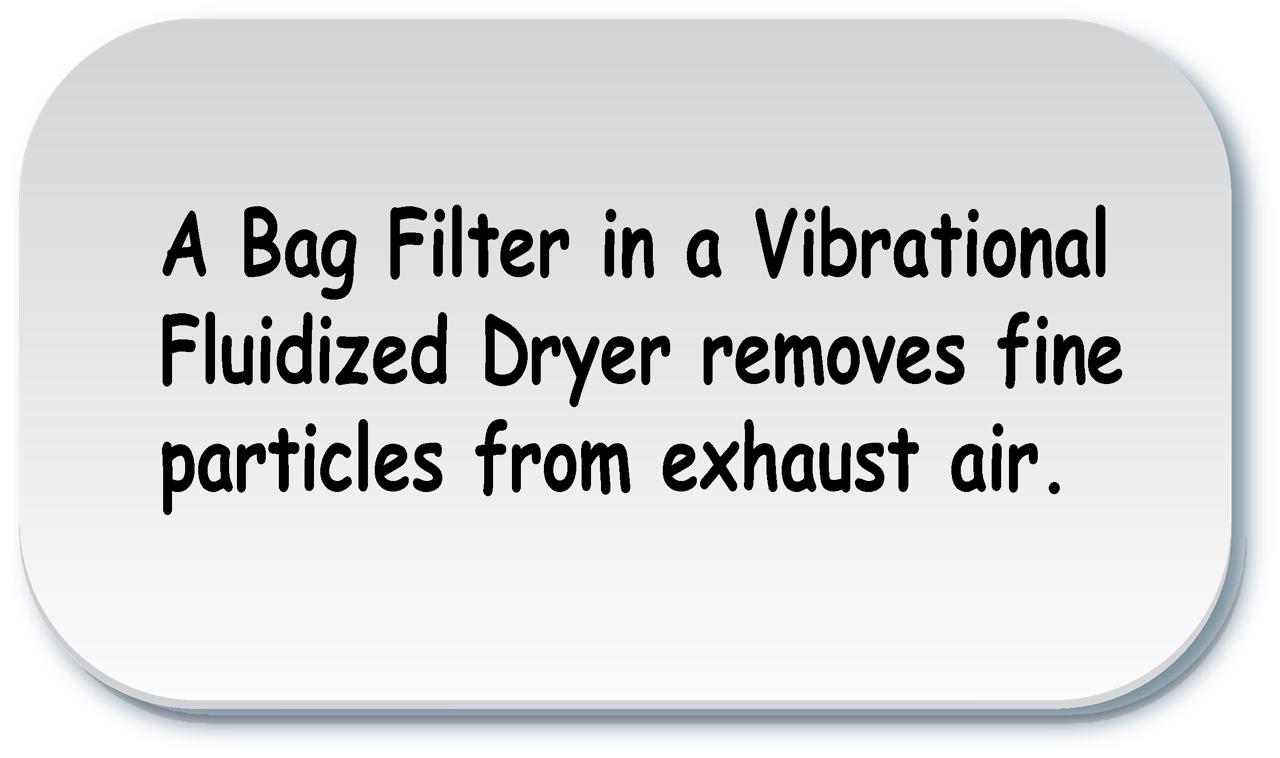 A Bag Filter in a Vibrational
Fluidized Dryer removes fine
particles from exhaust air.